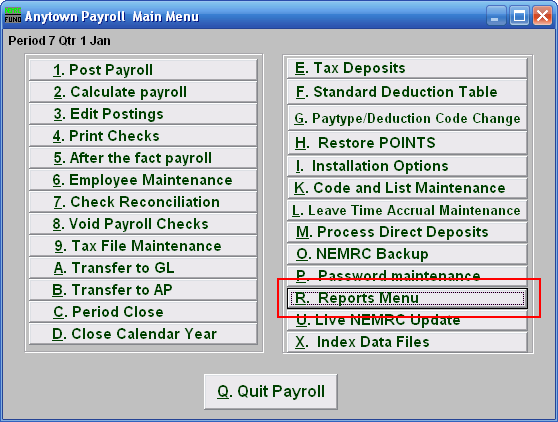 FUND
Anytown Payroll Main Menu
Period 7 Qtr 1 Jan
1. Post Payroll
2. Calculate payroll
3. Edit Postings
4. Print Checks
5. After the fact payroll
6. Employee Maintenance
7. Check Reconciliation
8. Void Payroll Checks
9. Tax File Maintenance
A. Transfer to GL
B. Transfer to AP
C. Period Close
D. Close Calendar Year
E. Tax Deposits
F. Standard Deduction Table
G. Paytype/Deduction Code Change
H. Restore POINTS
I. Installation Options
K. Code and List Maintenance
L. Leave Time Accrual Maintenance
M. Process Direct Deposits
O. NEMRC Backup
P. Password maintenance
R. Reports Menu
U. Live NEMRC Update
X. Index Data Files
Q. Quit Payroll